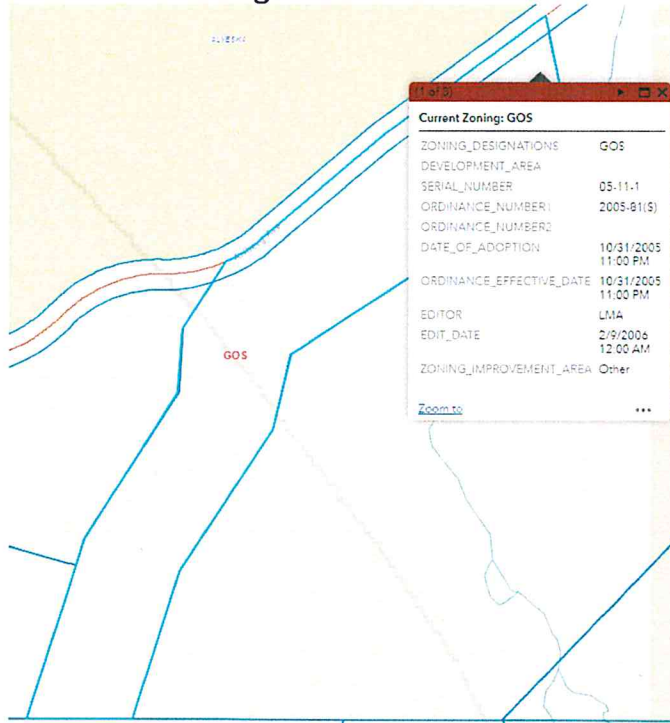 ALYESKA
(1 of 3)
Current Zoning: GOS
ZONING_DESIGNATIONS GOS
DEVELOPMENT_AREA
SERIAL_NUMBER 05-11-1
ORDINANCE_NUMBER1 2005-81(S)
ORDINANCE_NUMBER2
DATE_OF_ADOPTION 10/31/2005
11:00 PM
ORDINANCE_EFFECTIVE_DATE 10/31/2005
11:00 PM
EDITOR LMA
EDIT_DATE 2/9/2006
12:00 AM
ZONING_IMPROVEMENT_AREA Other
Zoom to
GOS